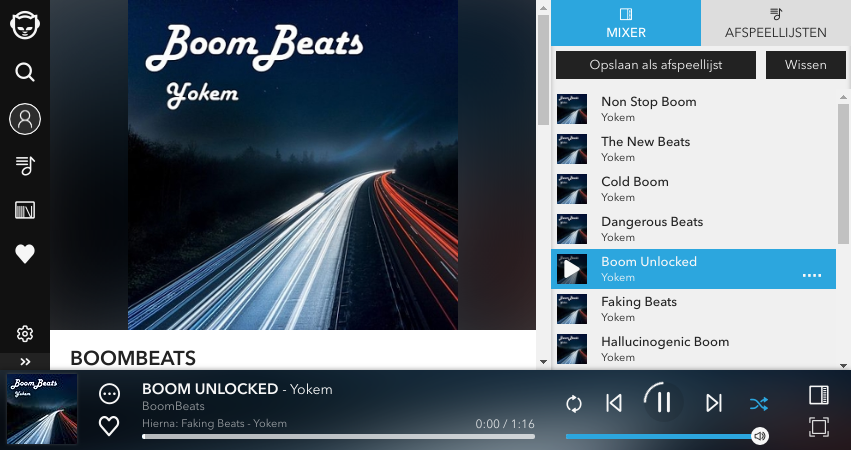 Boom Beats
Yokem
BOOMBEATS
MIXER
AFSPEELLIJSTEN
Opslaan als afspeellijst
Wissen
Non Stop Boom
Yokem
The New Beats
Yokem
Cold Boom
Yokem
Dangerous Beats
Yokem
Boom Unlocked
Yokem
Faking Beats
Yokem
Hallucinogenic Boom
Yokem
Boom Beats
Yokem
BOOM UNLOCKED - Yokem
BoomBeats
Hierna: Faking Beats - Yokem
0:00 / 1:16